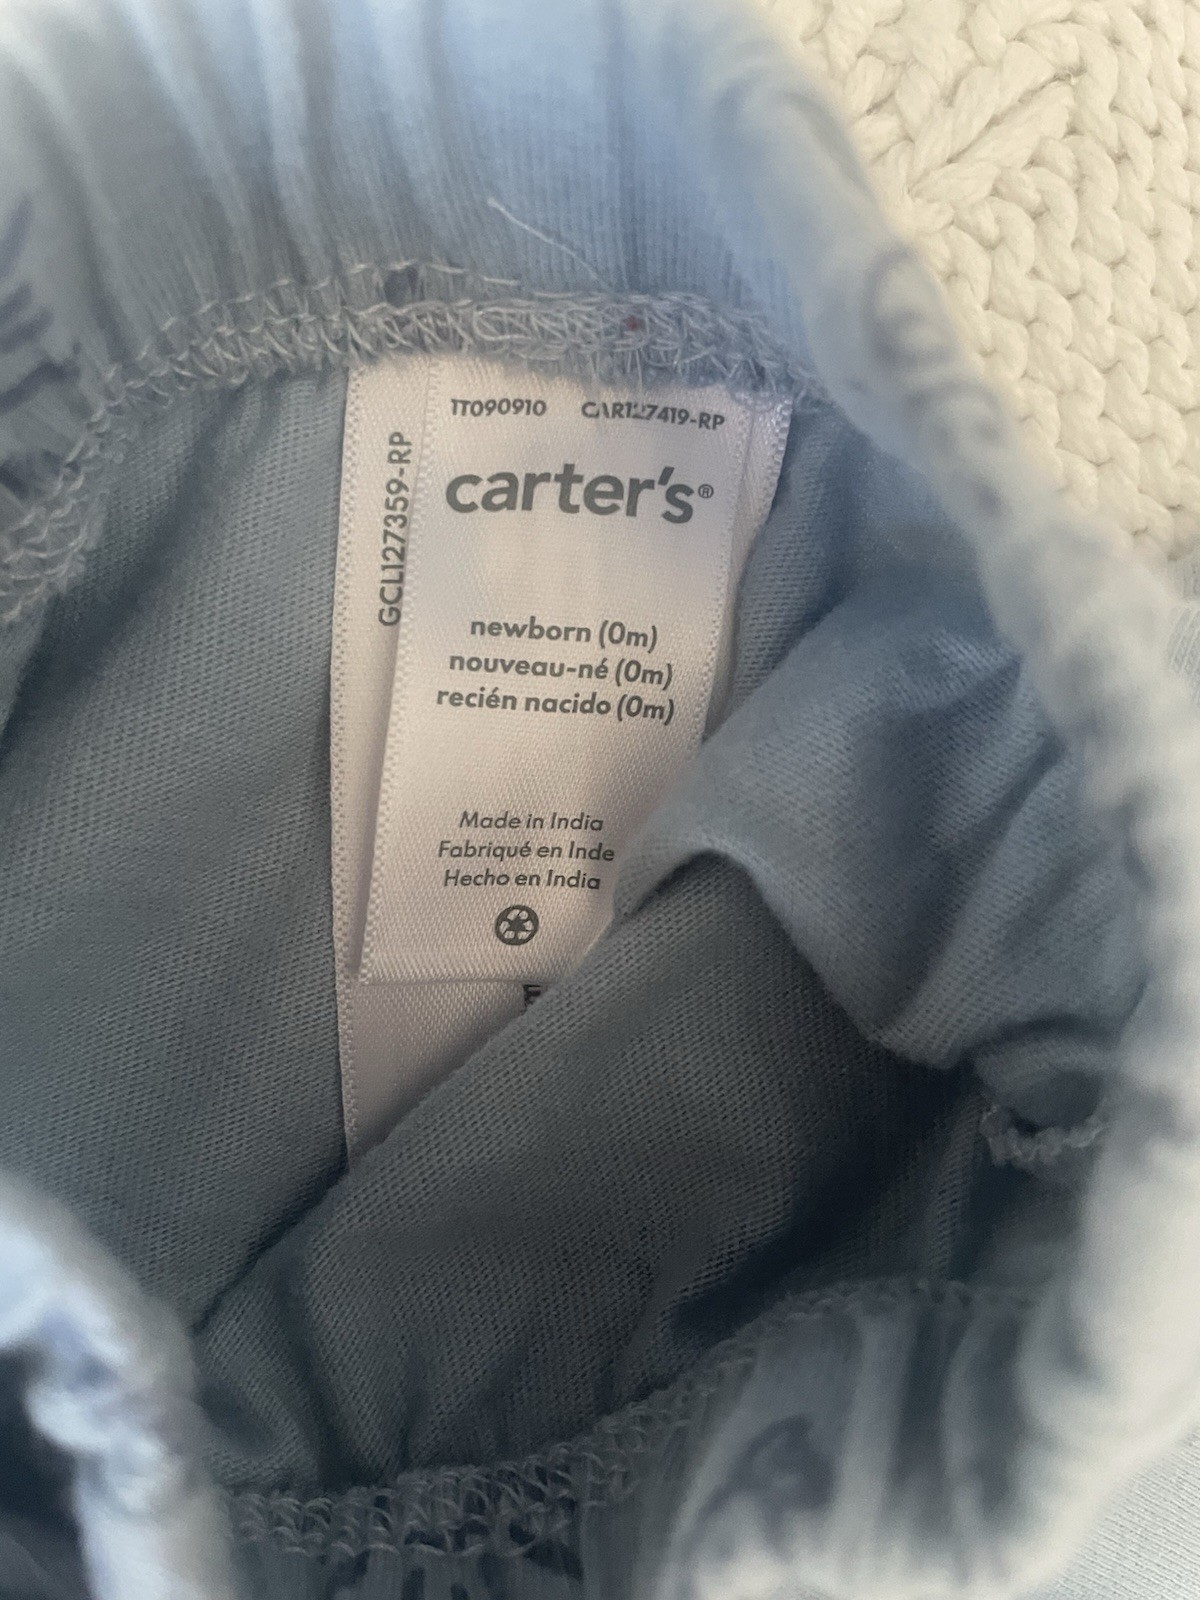 1T090910 CAR127419-RP
GCL127359-RP
carter's®
newborn (0m)
nouveau-né (0m)
recién nacido (0m)
Made in India
Fabriqué en Inde
Hecho en India